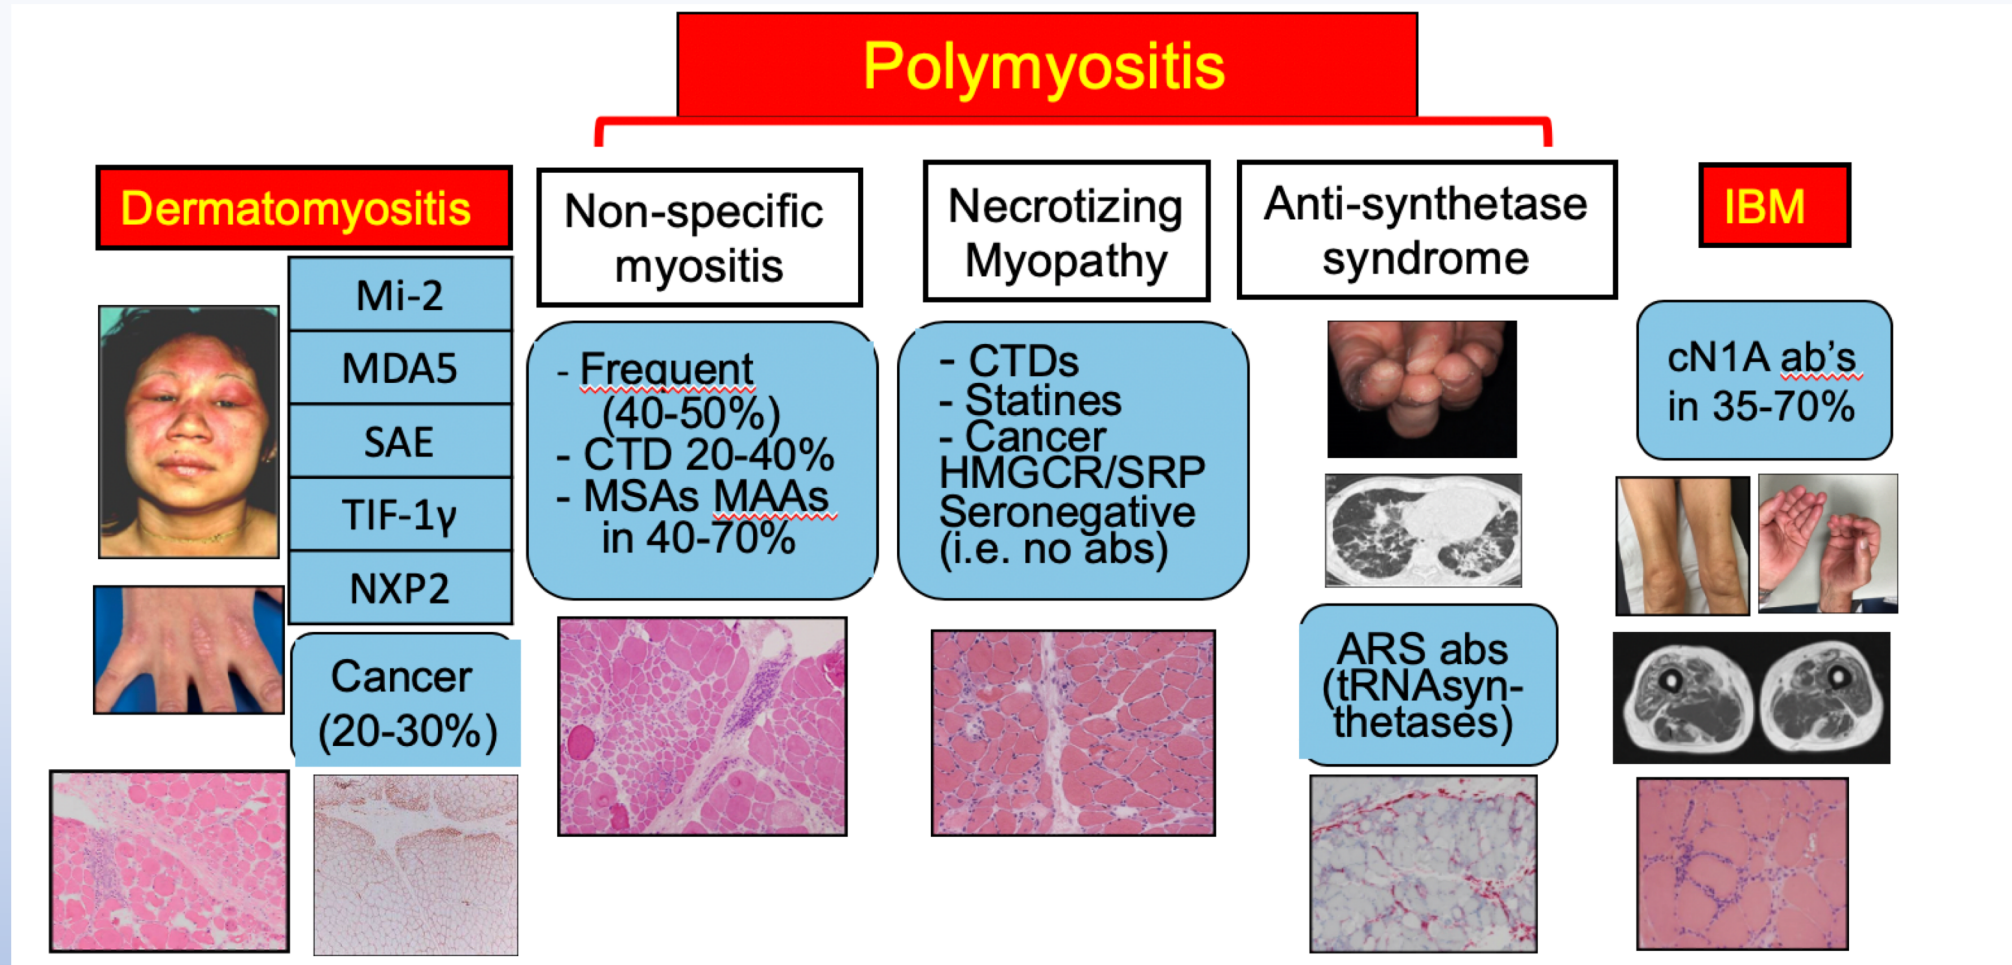 Polymyositis
Dermatomyositis
Mi-2
MDA5
SAE
TIF-1γ
NXP2
Cancer
(20-30%)
Non-specific
myositis
- Frequent
(40-50%)
- CTD 20-40%
- MSAs MAAs
in 40-70%
Necrotizing
Myopathy
- CTDs
- Statines
- Cancer
HMGCR/SRP
Seronegative
(i.e. no abs)
Anti-synthetase
syndrome
ARS abs
(tRNAsyn-
thetases)
IBM
cN1A ab’s
in 35-70%